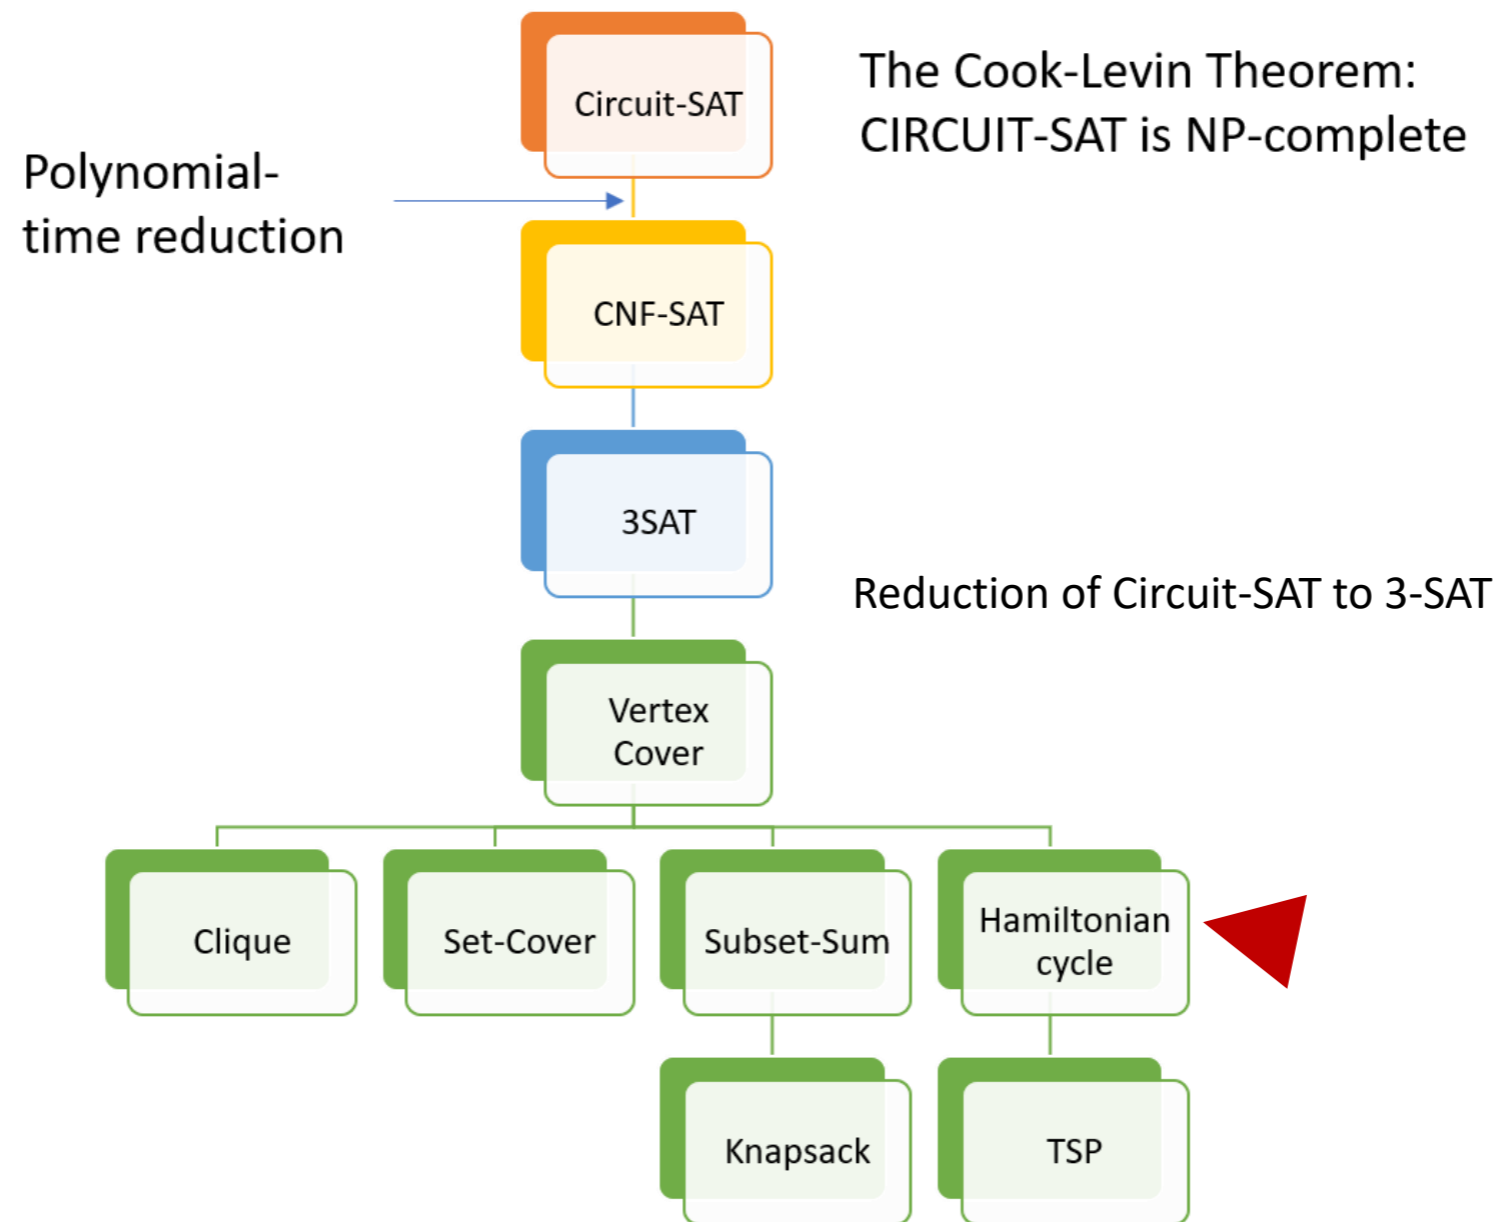 Circuit-SAT
The Cook-Levin Theorem:
CIRCUIT-SAT is NP-complete
Polynomial-
time reduction
CNF-SAT
3SAT
Reduction of Circuit-SAT to 3-SAT
Vertex
Cover
Clique
Set-Cover
Subset-Sum
Hamiltonian
cycle
Knapsack
TSP